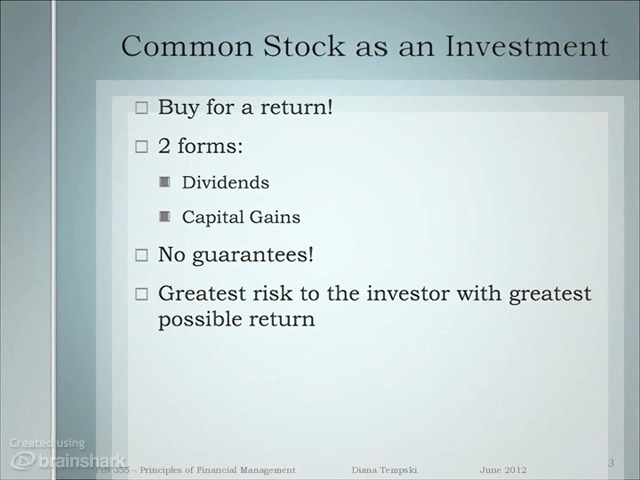 Common Stock as an Investment
Buy for a return!
2 forms:
Dividends
Capital Gains
No guarantees!
Greatest risk to the investor with greatest
possible return
Created using
brainshark
FIN 355 – Principles of Financial Management Diana Tempski June 2012 3